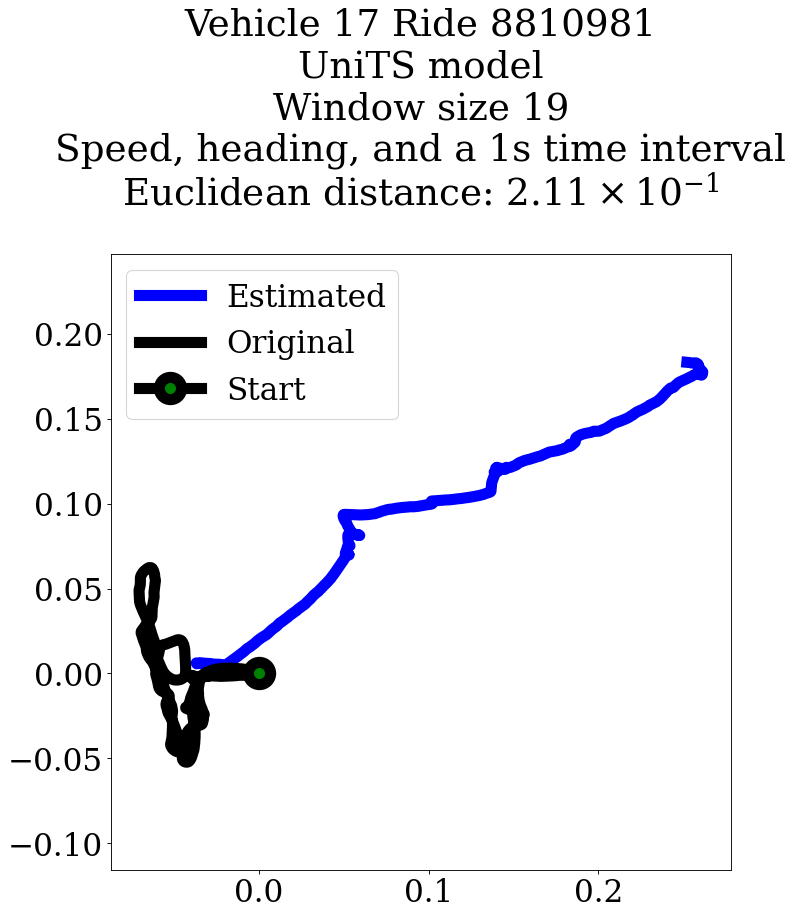 Vehicle 17 Ride 8810981
UniTS model
Window size 19
Speed, heading, and a 1s time interval
Euclidean distance: 2.11 × 10⁻¹
Estimated
Original
Start
0.20
0.15
0.10
0.05
0.00
−0.05
−0.10
0.0 0.1 0.2